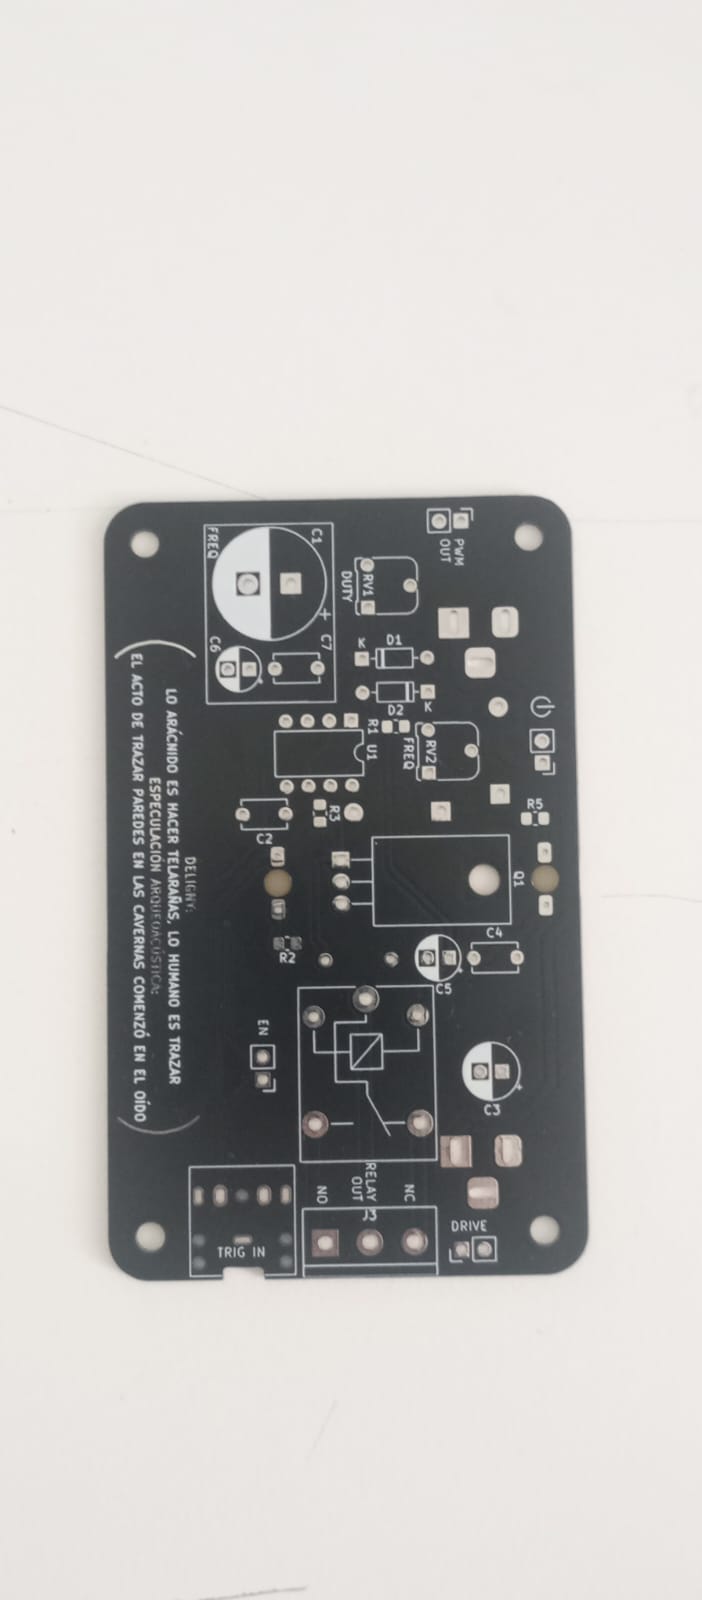 PWM
OUT
C1
+
FREQ
RV1
DUTY
C7
C6
D1
K
D2
K
R1
RV2
FREQ
U1
R3
R5
C2
Q1
R2
C4
C5
C3
+
EN
RELAY
OUT
NO
NC
J3
DRIVE
TRIG IN
DELIGNY:
LO ARÁCNIDO ES HACER TELARAÑAS, LO HUMANO ES TRAZAR
ESPECULACIÓN ARQUEOACÚSTICA:
EL ACTO DE TRAZAR PAREDES EN LAS CAVERNAS COMENZÓ EN EL OÍDO